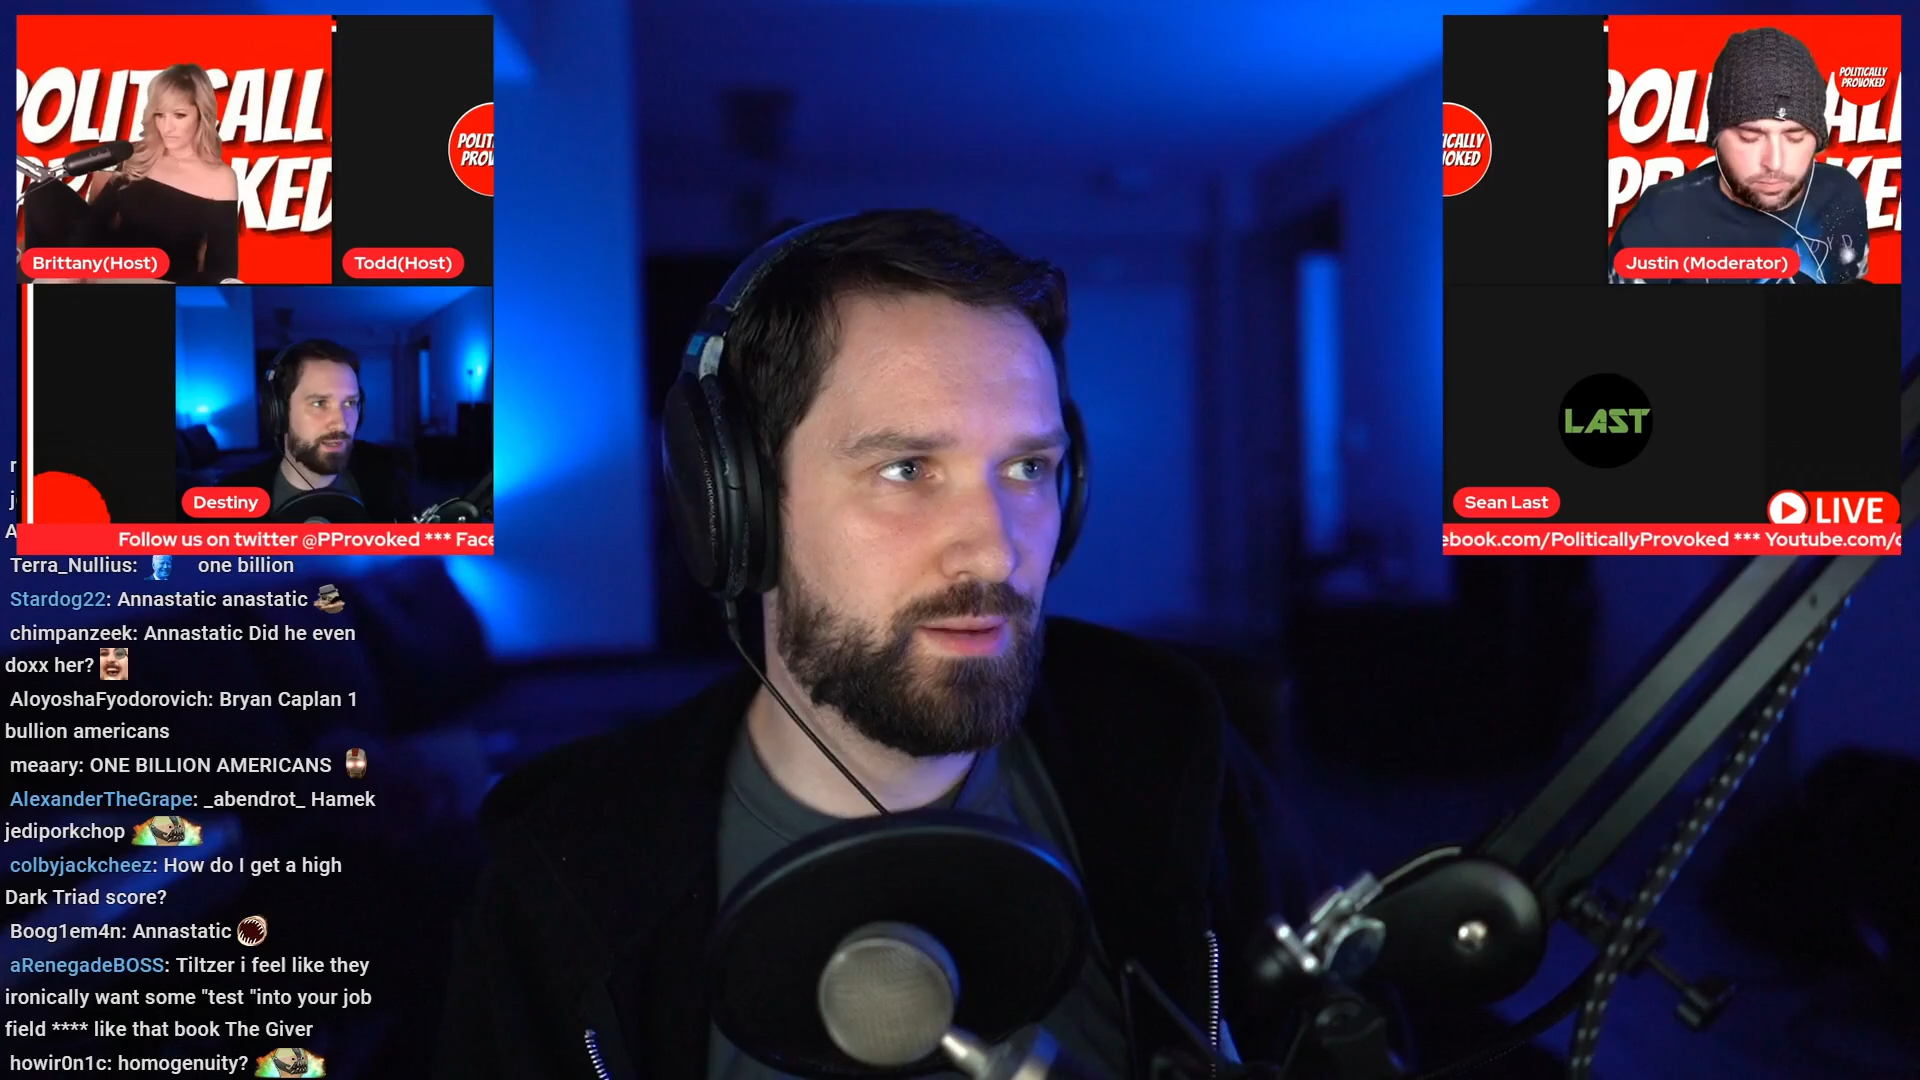 POLITICALLY
PROVOKED
Brittany(Host)
Todd(Host)
Destiny
Follow us on twitter @PProvoked *** Face
POLITICALLY
PROVOKED
Justin (Moderator)
LAST
Sean Last
LIVE
ebook.com/PoliticallyProvoked *** Youtube.com/c
Terra_Nullius: one billion
Stardog22: Annastatic anastatic
chimpanzeek: Annastatic Did he even
doxx her?
AloyoshaFyodorovich: Bryan Caplan 1
bullion americans
meaary: ONE BILLION AMERICANS
AlexanderTheGrape: _abendrot_ Hamek
jediporkchop
colbyjackcheez: How do I get a high
Dark Triad score?
Boog1em4n: Annastatic
aRenegadeBOSS: Tiltzer i feel like they
ironically want some "test "into your job
field **** like that book The Giver
howir0n1c: homogenuity?